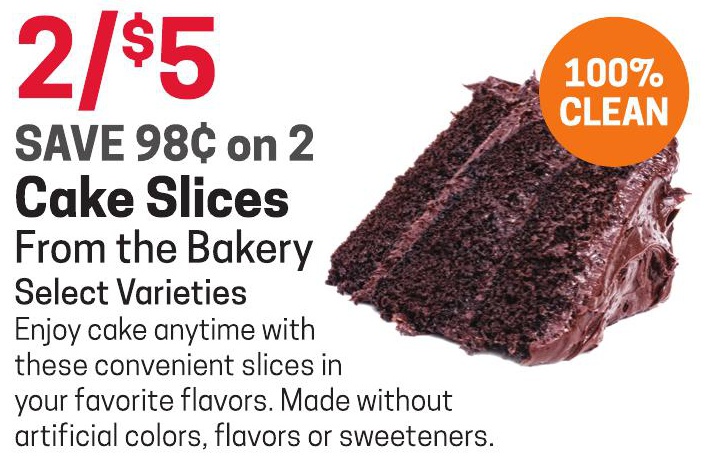 2/$5
SAVE 98¢ on 2
Cake Slices
From the Bakery
Select Varieties
Enjoy cake anytime with
these convenient slices in
your favorite flavors. Made without
artificial colors, flavors or sweeteners.
100%
CLEAN